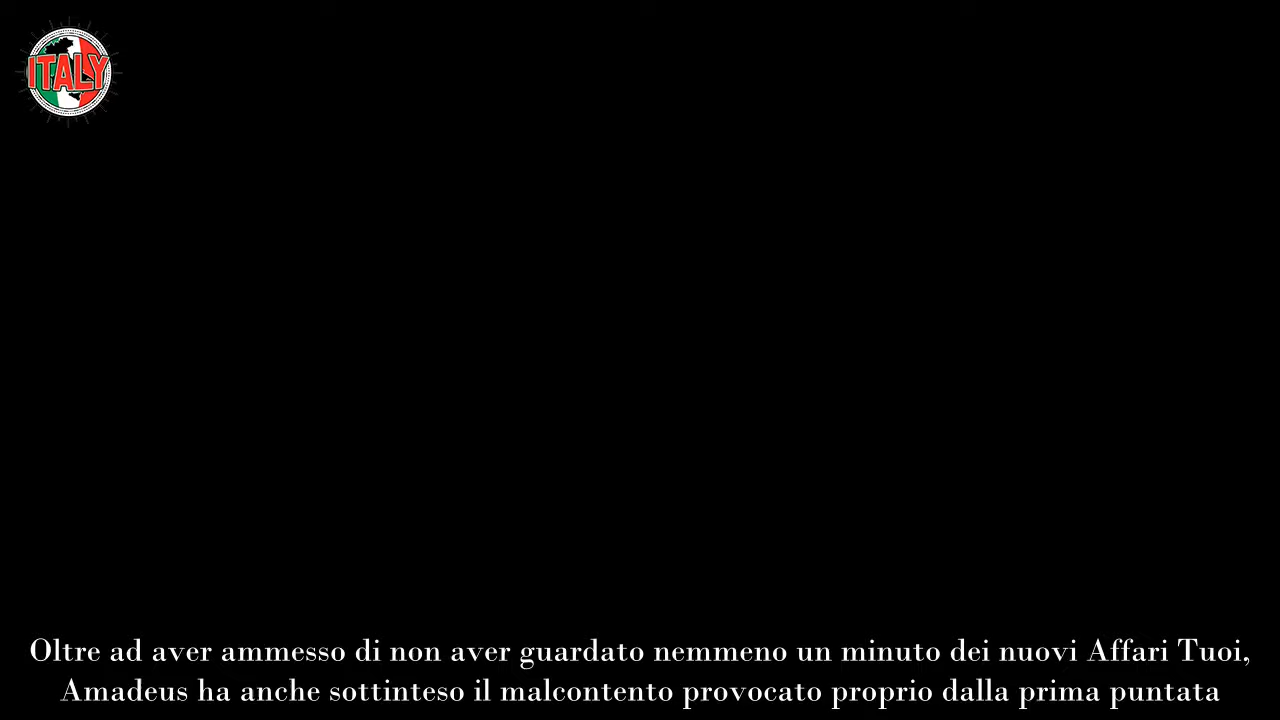 ITALY
Oltre ad aver ammesso di non aver guardato nemmeno un minuto dei nuovi Affari Tuoi,
Amadeus ha anche sottinteso il malcontento provocato proprio dalla prima puntata